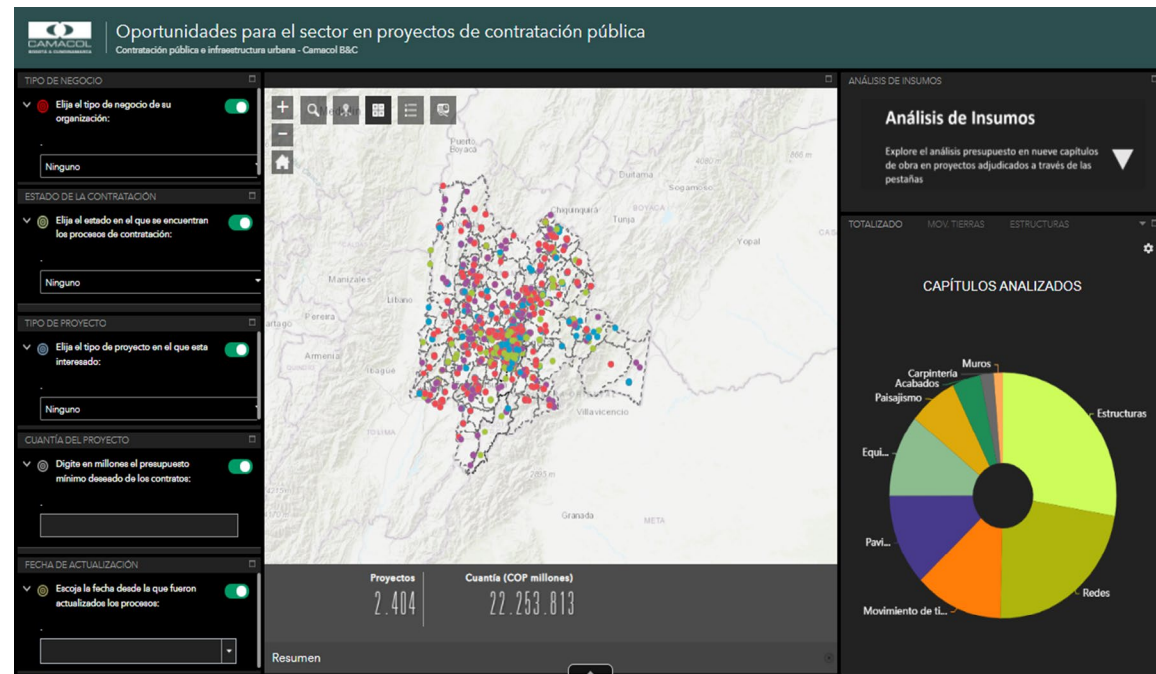 CAMACOL
BOGOTÁ & CUNDINAMARCA
Oportunidades para el sector en proyectos de contratación pública
Contratación pública e infraestructura urbana - Camacol B&C
TIPO DE NEGOCIO
Elija el tipo de negocio de su
organización:
.
Ninguno
ESTADO DE LA CONTRATACIÓN
Elija el estado en el que se encuentran
los procesos de contratación:
.
Ninguno
TIPO DE PROYECTO
Elija el tipo de proyecto en el que esta
interesado:
.
Ninguno
CUANTÍA DEL PROYECTO
Digite en millones el presupuesto
mínimo deseado de los contratos:
.
FECHA DE ACTUALIZACIÓN
Escoja la fecha desde la que fueron
actualizados los procesos:
.
Puerto
Boyacá
4080 m
808 m
Duitama
Sogamoso
Chiquinquirá
BOYACÁ
Tunja
Yopal
CAS
Manizales
Líbano
Pereira
artago
Armenia
QUINDÍO
Ibagué
Villavicencio
TOLIMA
Granada
META
Proyectos
2.404
Cuantía (COP millones)
22.253.813
Resumen
ANÁLISIS DE INSUMOS
Análisis de Insumos
Explore el análisis presupuesto en nueve capítulos
de obra en proyectos adjudicados a través de las
pestañas
TOTALIZADO MOV. TIERRAS ESTRUCTURAS
CAPÍTULOS ANALIZADOS
Muros
Carpintería
Acabados
Paisajismo
Estructuras
Equi...
Pavi...
Redes
Movimiento de ti...